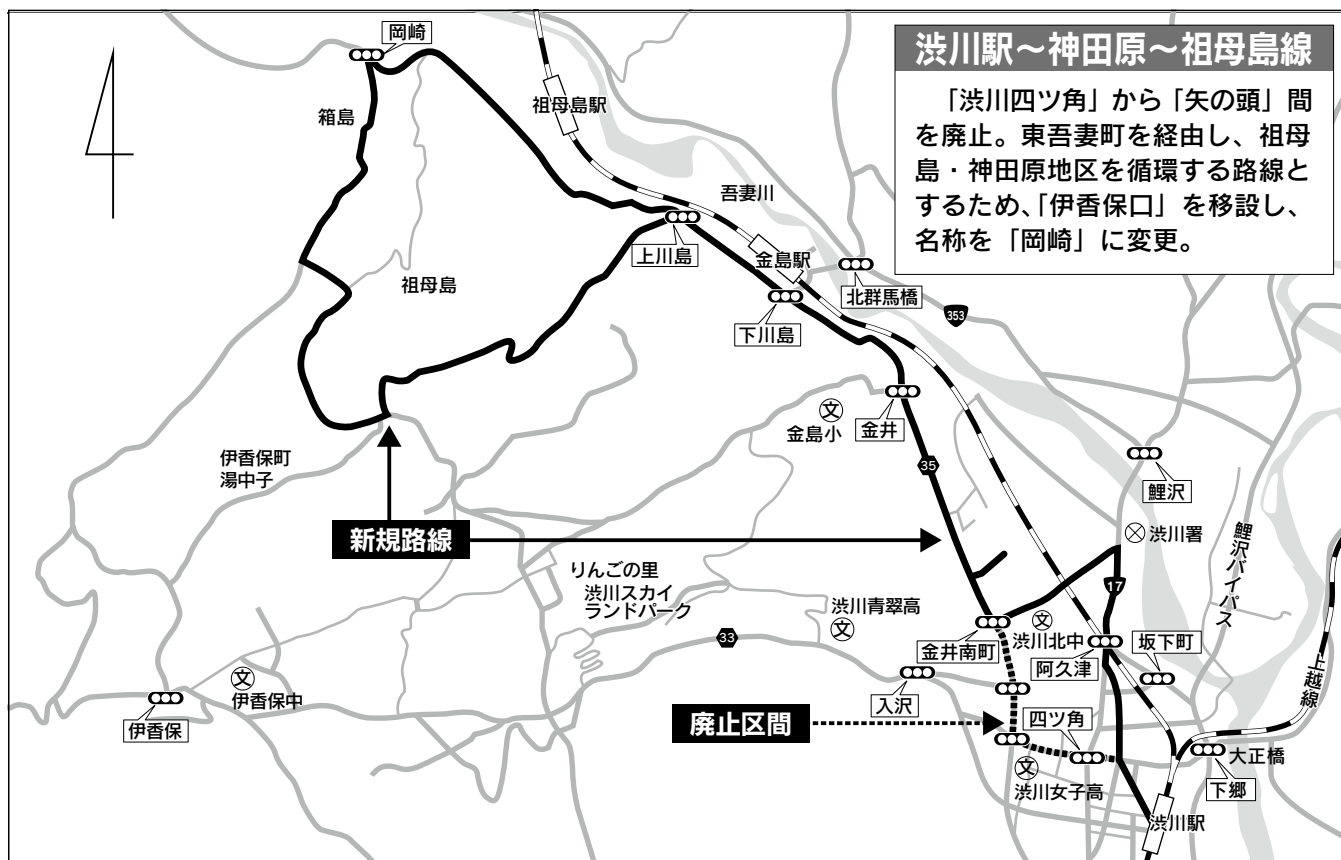 渋川駅～神田原～祖母島線
「渋川四ツ角」から「矢の頭」間
を廃止。東吾妻町を経由し、祖母
島・神田原地区を循環する路線と
するため、「伊香保口」を移設し、
名称を「岡崎」に変更。
岡崎
箱島
祖母島駅
吾妻川
上川島
金島駅
北群馬橋
祖母島
下川島
353
文
金島小
金井
伊香保町
湯中子
35
鯉沢
新規路線
渋川署
鯉沢バイパス
りんごの里
渋川スカイ
ランドパーク
17
渋川青翠高
文
33
文
渋川北中
金井南町
阿久津
坂下町
上越線
文
伊香保中
伊香保
入沢
廃止区間
四ツ角
大正橋
文
渋川女子高
下郷
渋川駅